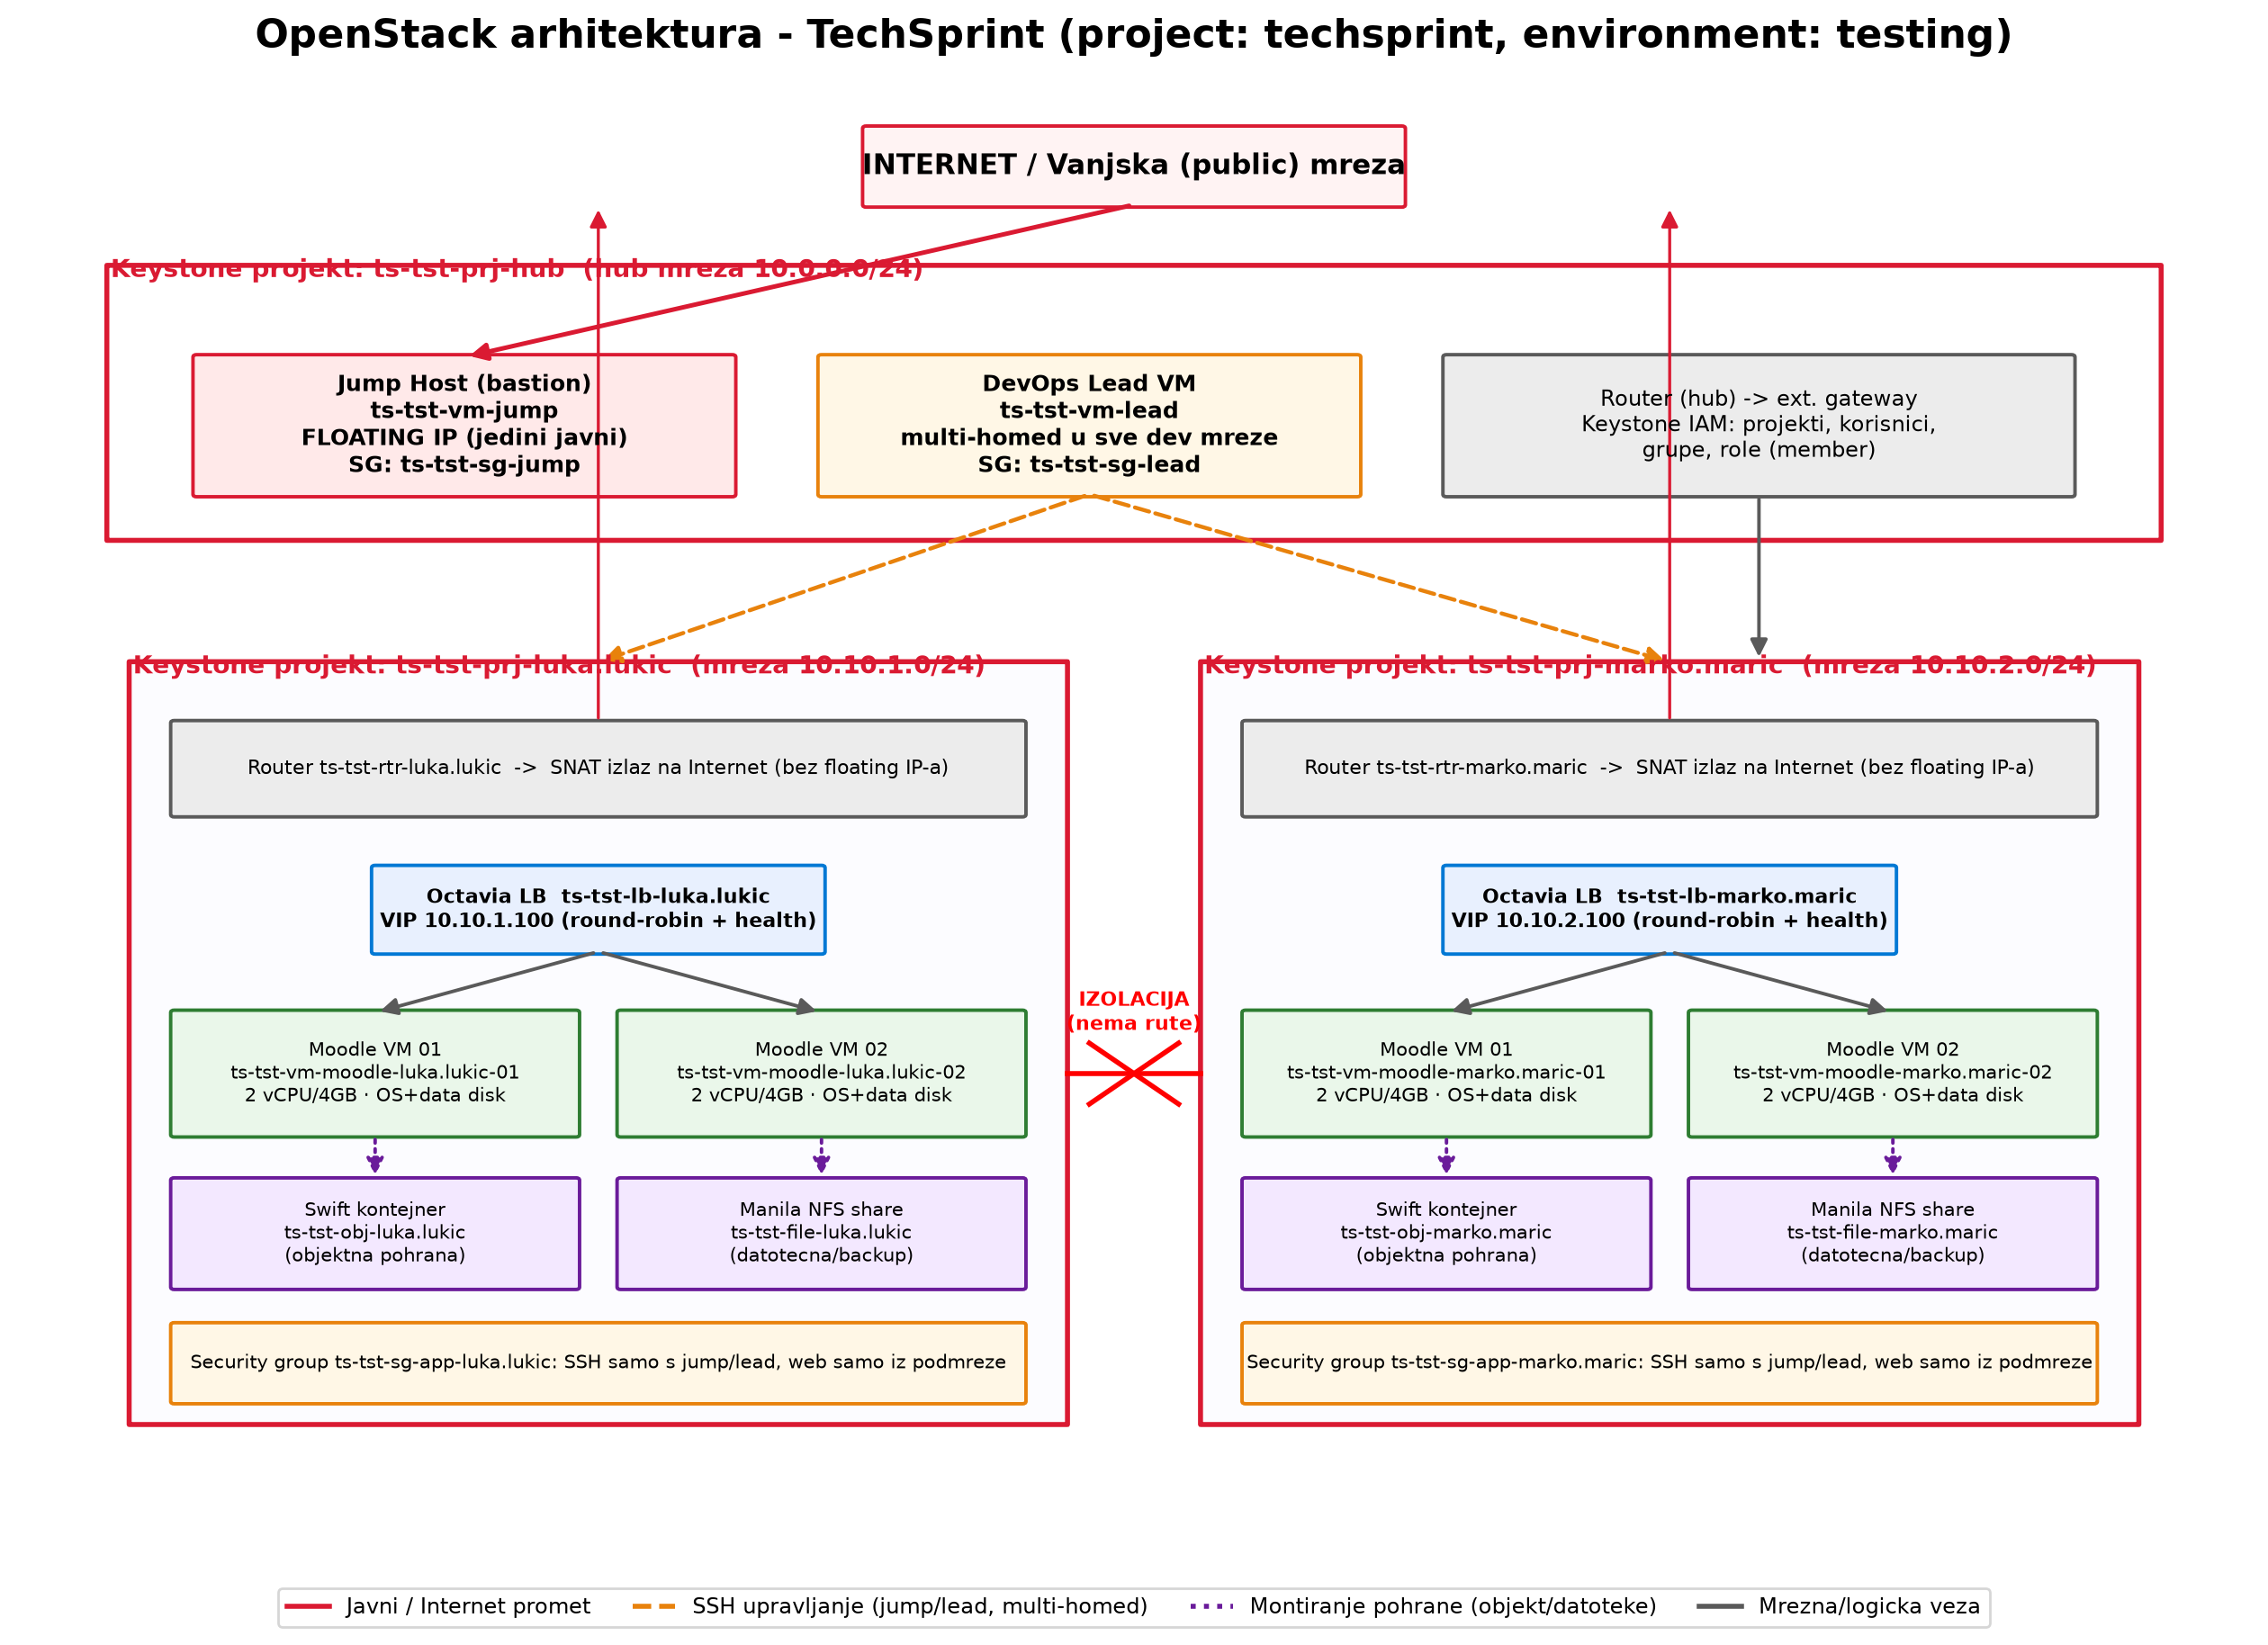 OpenStack arhitektura - TechSprint (project: techsprint, environment: testing)
INTERNET / Vanjska (public) mreza
Keystone projekt: ts-tst-prj-hub  (hub mreza 10.0.0.0/24)
Jump Host (bastion)
ts-tst-vm-jump
FLOATING IP (jedini javni)
SG: ts-tst-sg-jump
DevOps Lead VM
ts-tst-vm-lead
multi-homed u sve dev mreze
SG: ts-tst-sg-lead
Router (hub) -> ext. gateway
Keystone IAM: projekti, korisnici,
grupe, role (member)
Keystone projekt: ts-tst-prj-luka.lukic  (mreza 10.10.1.0/24)
Router ts-tst-rtr-luka.lukic  ->  SNAT izlaz na Internet (bez floating IP-a)
Octavia LB  ts-tst-lb-luka.lukic
VIP 10.10.1.100 (round-robin + health)
Moodle VM 01
ts-tst-vm-moodle-luka.lukic-01
2 vCPU/4GB · OS+data disk
Moodle VM 02
ts-tst-vm-moodle-luka.lukic-02
2 vCPU/4GB · OS+data disk
Swift kontejner
ts-tst-obj-luka.lukic
(objektna pohrana)
Manila NFS share
ts-tst-file-luka.lukic
(datotecna/backup)
Security group ts-tst-sg-app-luka.lukic: SSH samo s jump/lead, web samo iz podmreze
IZOLACIJA
(nema rute)
Keystone projekt: ts-tst-prj-marko.maric  (mreza 10.10.2.0/24)
Router ts-tst-rtr-marko.maric  ->  SNAT izlaz na Internet (bez floating IP-a)
Octavia LB  ts-tst-lb-marko.maric
VIP 10.10.2.100 (round-robin + health)
Moodle VM 01
ts-tst-vm-moodle-marko.maric-01
2 vCPU/4GB · OS+data disk
Moodle VM 02
ts-tst-vm-moodle-marko.maric-02
2 vCPU/4GB · OS+data disk
Swift kontejner
ts-tst-obj-marko.maric
(objektna pohrana)
Manila NFS share
ts-tst-file-marko.maric
(datotecna/backup)
Security group ts-tst-sg-app-marko.maric: SSH samo s jump/lead, web samo iz podmreze
Javni / Internet promet
SSH upravljanje (jump/lead, multi-homed)
Montiranje pohrane (objekt/datoteke)
Mrezna/logicka veza